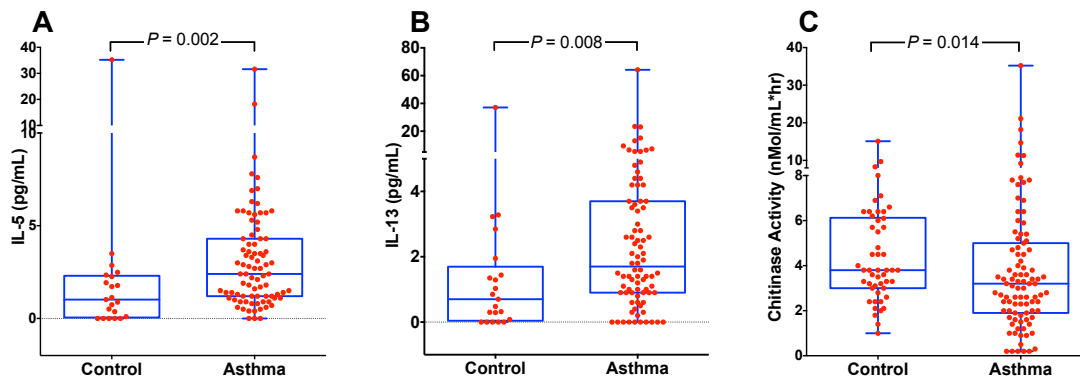 A
P = 0.002
IL-5 (pg/mL)
40
30
20
10
10
5
0
Control
Asthma
B
P = 0.008
IL-13 (pg/mL)
80
60
40
20
4
2
0
Control
Asthma
C
P = 0.014
Chitinase Activity (nMol/mL*hr)
40
30
20
10
8
6
4
2
0
Control
Asthma